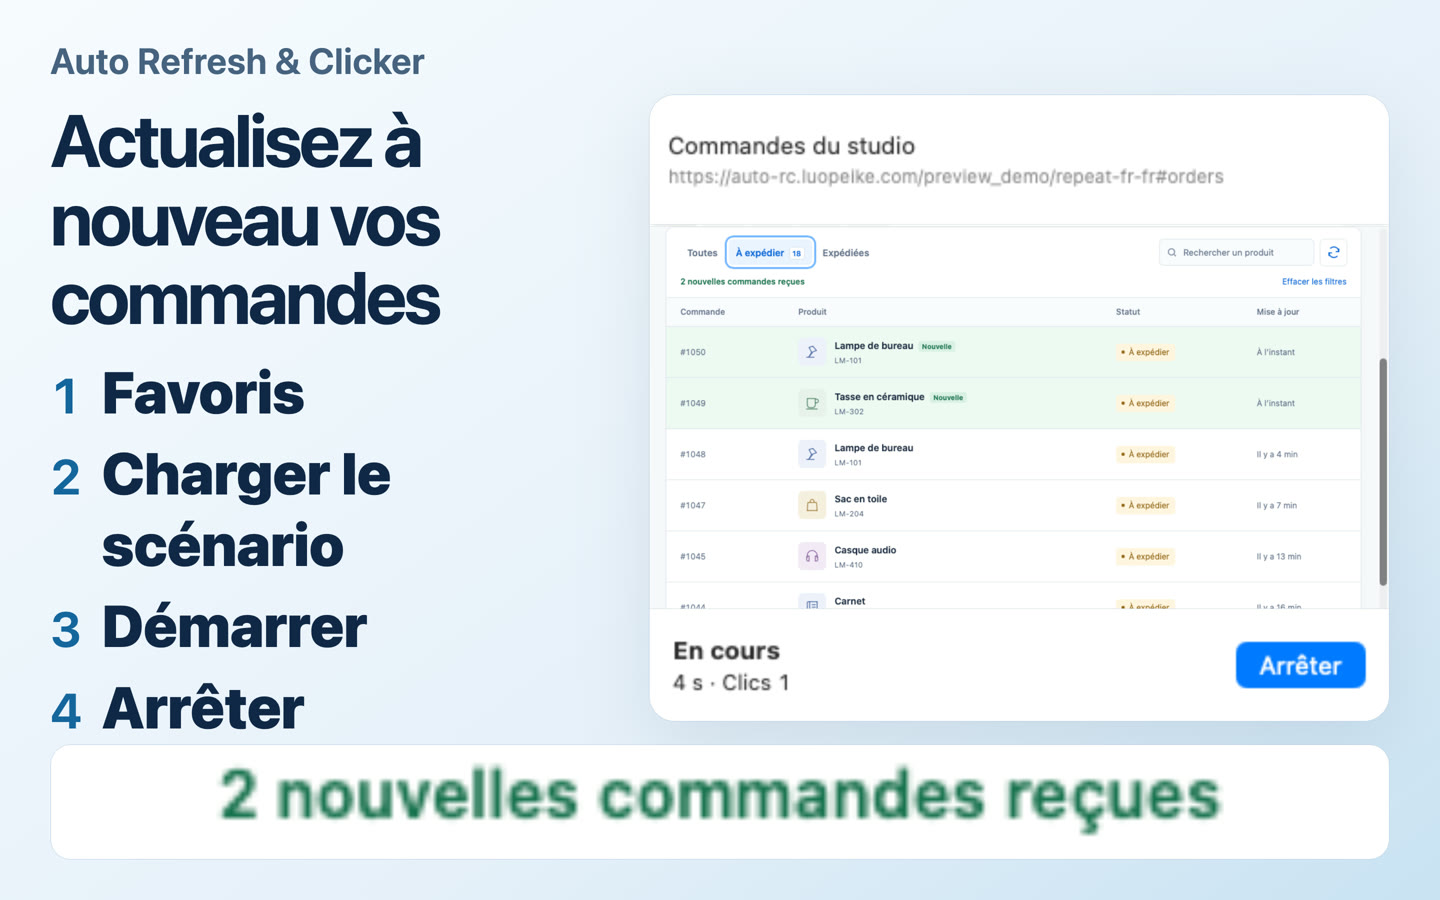 Auto Refresh & Clicker
Actualisez à
nouveau vos
commandes
1 Favoris
2 Charger le
scénario
3 Démarrer
4 Arrêter
Commandes du studio
https://auto-rc.luopeike.com/preview_demo/repeat-fr-fr#orders
Toutes À expédier 18 Expédiées Rechercher un produit
2 nouvelles commandes reçues Effacer les filtres
Commande Produit Statut Mise à jour
#1050 Lampe de bureau Nouvelle • À expédier À l'instant
LM-101
#1049 Tasse en céramique Nouvelle • À expédier À l'instant
LM-302
#1048 Lampe de bureau • À expédier Il y a 4 min
LM-101
#1047 Sac en toile • À expédier Il y a 7 min
LM-204
#1045 Casque audio • À expédier Il y a 13 min
LM-410
#1044 Carnet • À expédier Il y a 16 min
En cours
4 s · Clics 1
Arrêter
2 nouvelles commandes reçues